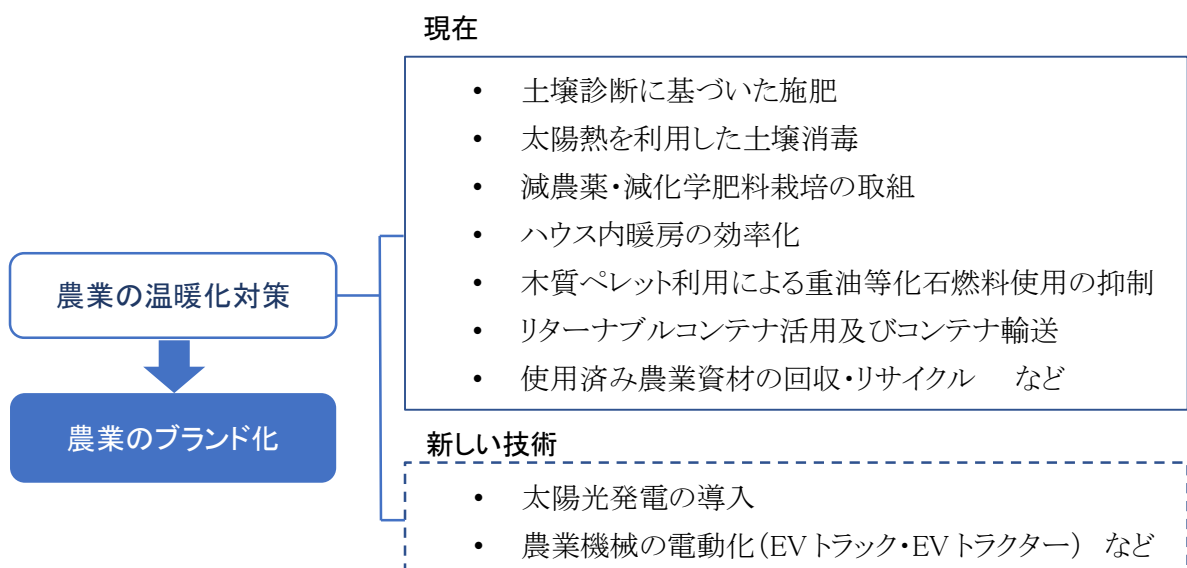 現在
• 土壌診断に基づいた施肥
• 太陽熱を利用した土壌消毒
• 減農薬・減化学肥料栽培の取組
• ハウス内暖房の効率化
• 木質ペレット利用による重油等化石燃料使用の抑制
• リターナブルコンテナ活用及びコンテナ輸送
• 使用済み農業資材の回収・リサイクル など
農業の温暖化対策
農業のブランド化
新しい技術
• 太陽光発電の導入
• 農業機械の電動化(EVトラック・EVトラクター) など